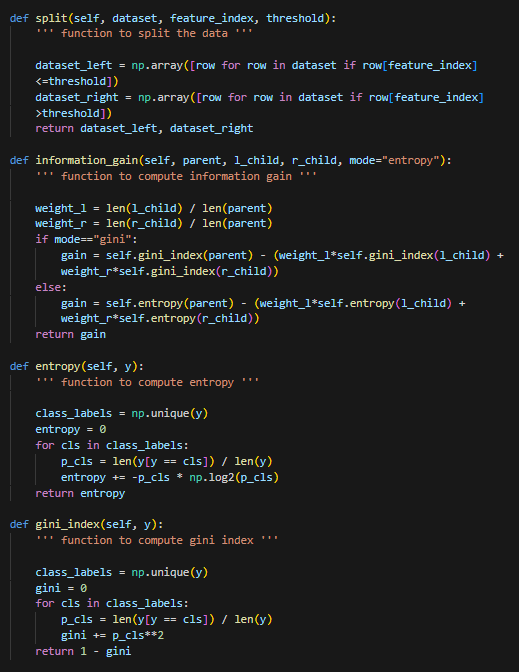 def split(self, dataset, feature_index, threshold):
    ''' function to split the data '''

    dataset_left = np.array([row for row in dataset if row[feature_index]
    <=threshold])
    dataset_right = np.array([row for row in dataset if row[feature_index]
    >threshold])
    return dataset_left, dataset_right

def information_gain(self, parent, l_child, r_child, mode="entropy"):
    ''' function to compute information gain '''

    weight_l = len(l_child) / len(parent)
    weight_r = len(r_child) / len(parent)
    if mode=="gini":
        gain = self.gini_index(parent) - (weight_l*self.gini_index(l_child) +
        weight_r*self.gini_index(r_child))
    else:
        gain = self.entropy(parent) - (weight_l*self.entropy(l_child) +
        weight_r*self.entropy(r_child))
    return gain

def entropy(self, y):
    ''' function to compute entropy '''

    class_labels = np.unique(y)
    entropy = 0
    for cls in class_labels:
        p_cls = len(y[y == cls]) / len(y)
        entropy += -p_cls * np.log2(p_cls)
    return entropy

def gini_index(self, y):
    ''' function to compute gini index '''

    class_labels = np.unique(y)
    gini = 0
    for cls in class_labels:
        p_cls = len(y[y == cls]) / len(y)
        gini += p_cls**2
    return 1 - gini